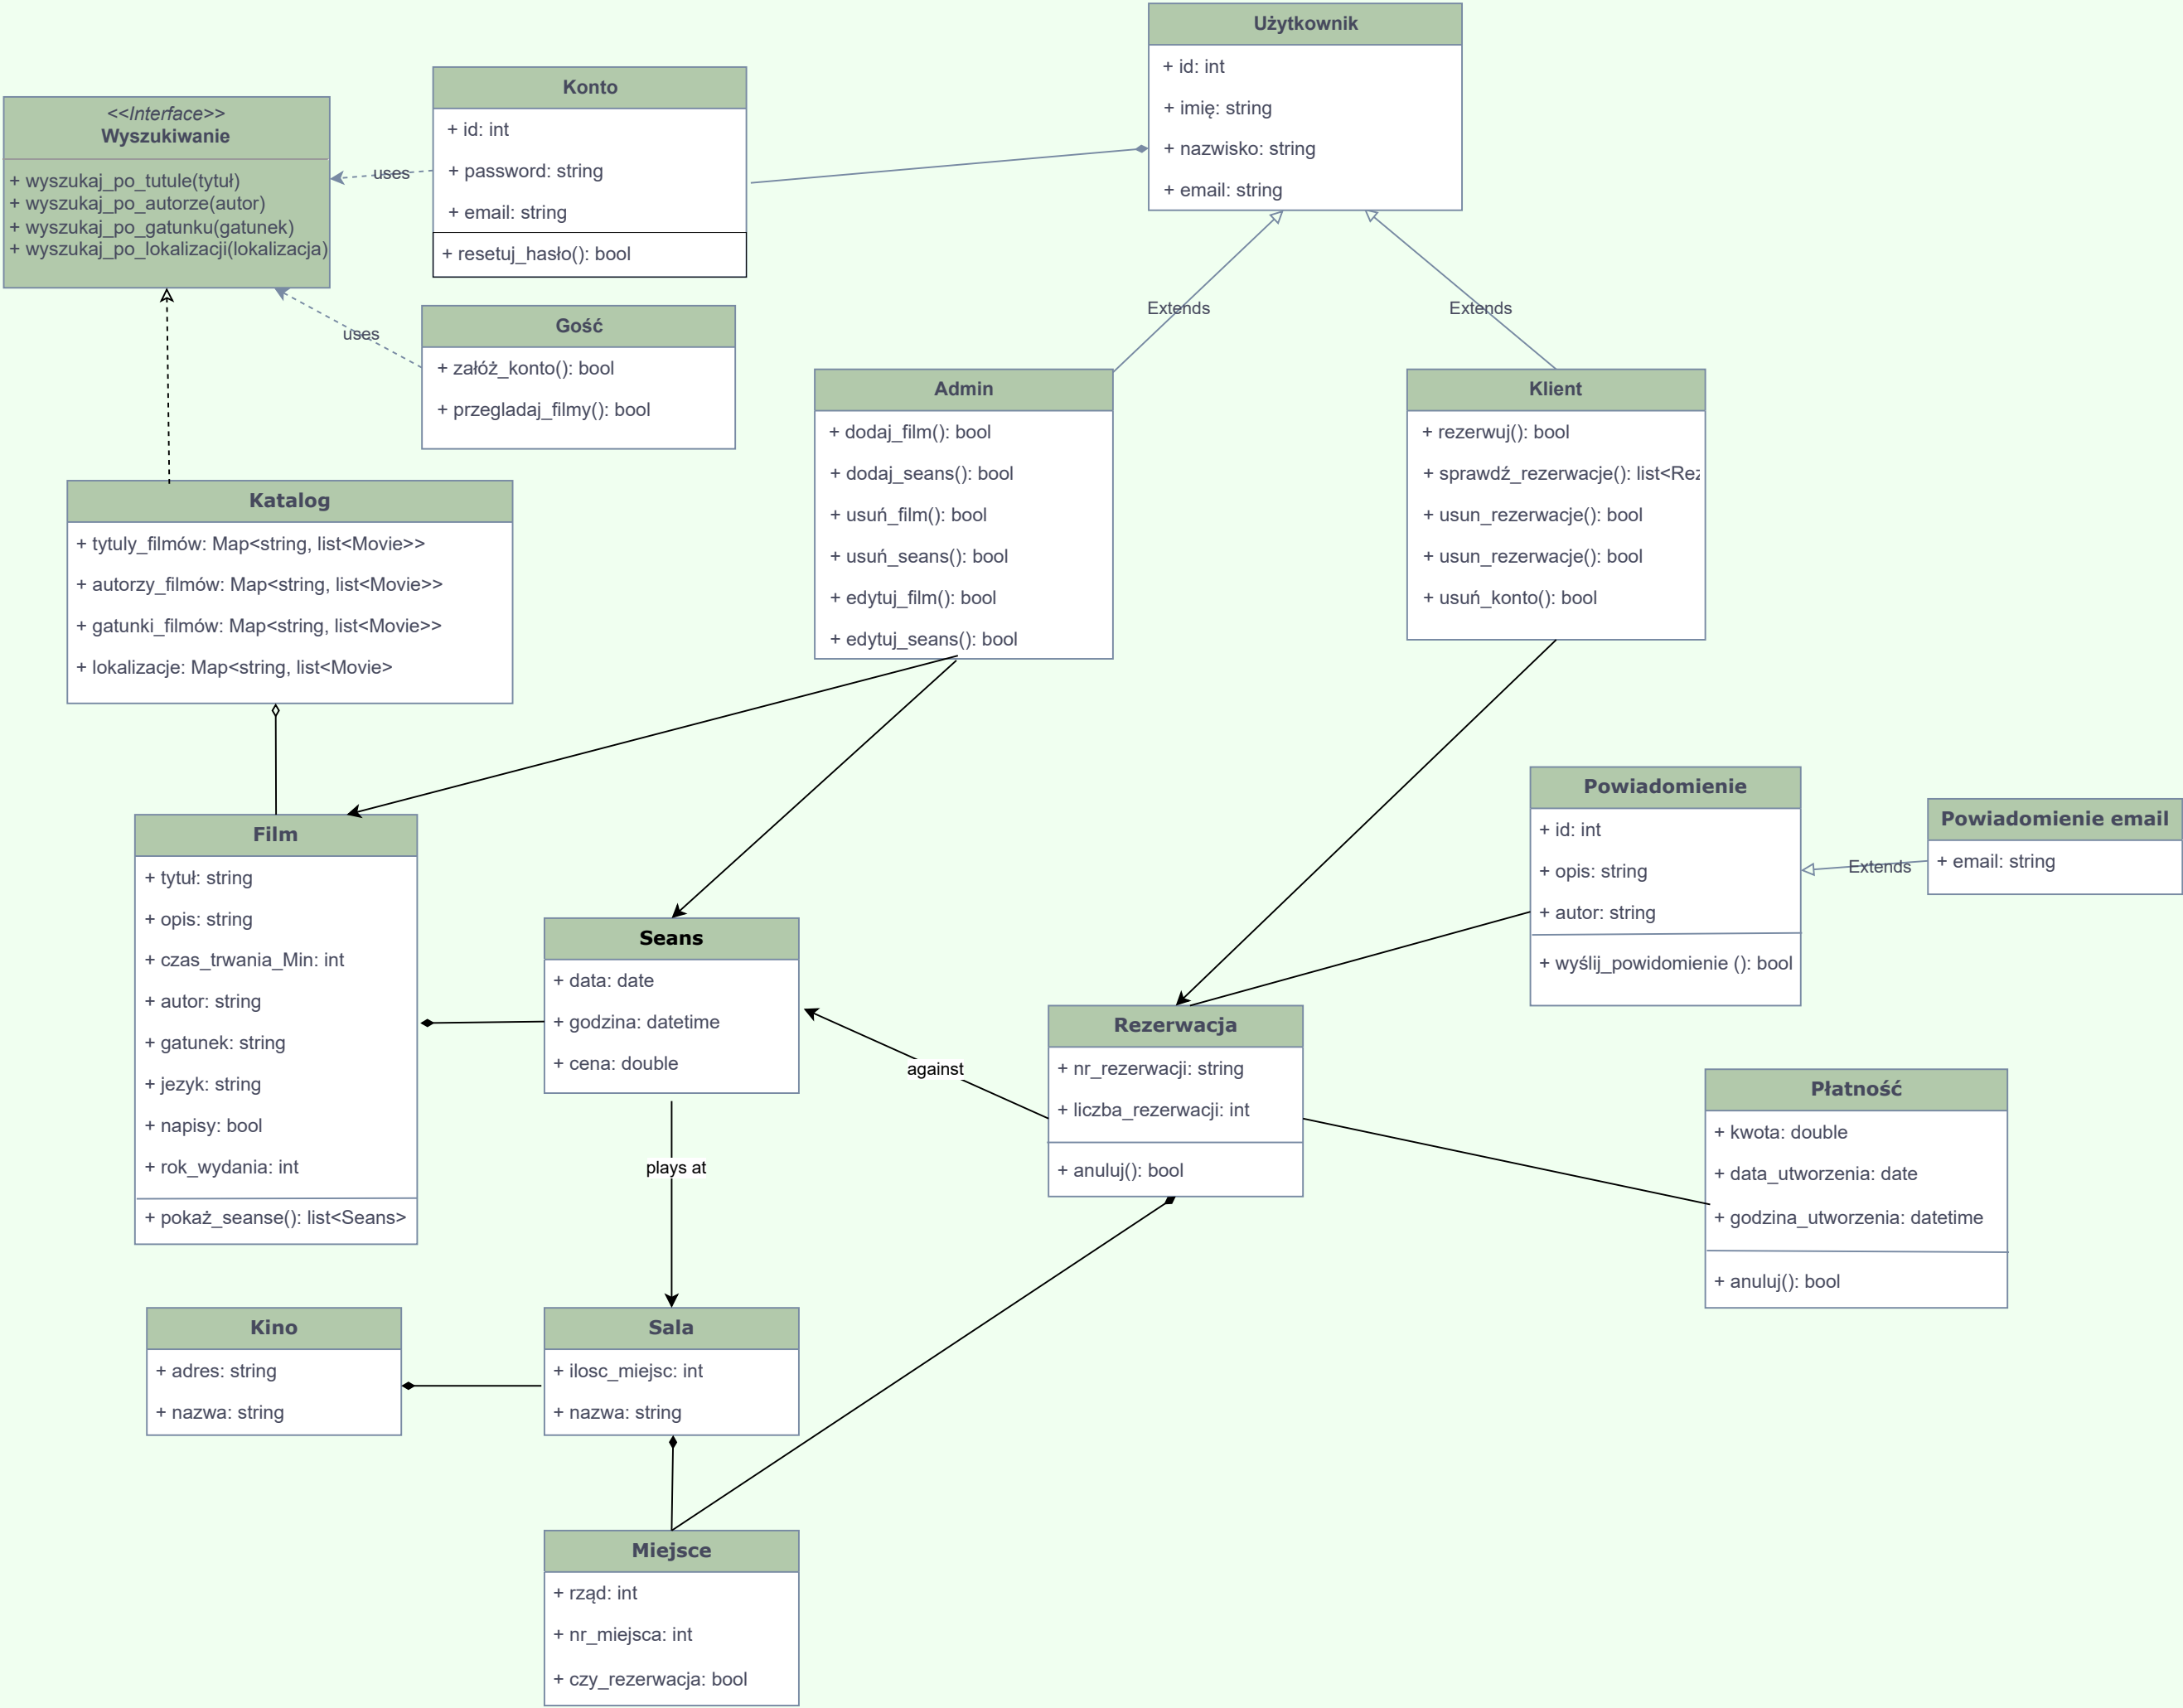 Użytkownik
+ id: int
+ imię: string
+ nazwisko: string
+ email: string
Konto
+ id: int
+ password: string
+ email: string
+ resetuj_hasło(): bool
<<Interface>>
Wyszukiwanie
+ wyszukaj_po_tutule(tytuł)
+ wyszukaj_po_autorze(autor)
+ wyszukaj_po_gatunku(gatunek)
+ wyszukaj_po_lokalizacji(lokalizacja)
uses
uses
Gość
+ załóż_konto(): bool
+ przegladaj_filmy(): bool
Extends
Extends
Admin
+ dodaj_film(): bool
+ dodaj_seans(): bool
+ usuń_film(): bool
+ usuń_seans(): bool
+ edytuj_film(): bool
+ edytuj_seans(): bool
Klient
+ rezerwuj(): bool
+ sprawdź_rezerwacje(): list<Rez
+ usun_rezerwacje(): bool
+ usun_rezerwacje(): bool
+ usuń_konto(): bool
Katalog
+ tytuly_filmów: Map<string, list<Movie>>
+ autorzy_filmów: Map<string, list<Movie>>
+ gatunki_filmów: Map<string, list<Movie>>
+ lokalizacje: Map<string, list<Movie>
Powiadomienie
+ id: int
+ opis: string
+ autor: string
+ wyślij_powidomienie (): bool
Extends
Powiadomienie email
+ email: string
Film
+ tytuł: string
+ opis: string
+ czas_trwania_Min: int
+ autor: string
+ gatunek: string
+ jezyk: string
+ napisy: bool
+ rok_wydania: int
+ pokaż_seanse(): list<Seans>
Seans
+ data: date
+ godzina: datetime
+ cena: double
against
Rezerwacja
+ nr_rezerwacji: string
+ liczba_rezerwacji: int
+ anuluj(): bool
Płatność
+ kwota: double
+ data_utworzenia: date
+ godzina_utworzenia: datetime
+ anuluj(): bool
plays at
Kino
+ adres: string
+ nazwa: string
Sala
+ ilosc_miejsc: int
+ nazwa: string
Miejsce
+ rząd: int
+ nr_miejsca: int
+ czy_rezerwacja: bool